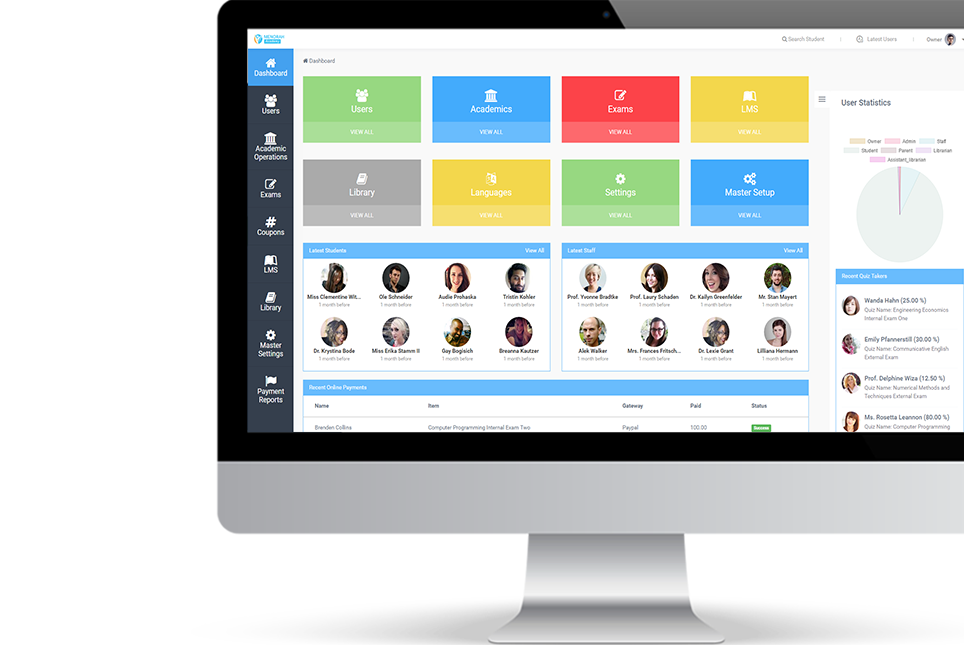 MENORAH
Search Student
Latest Users
Owner
Dashboard
Users
Academic
Operations
Exams
Coupons
LMS
Library
Master
Settings
Payment
Reports
Dashboard
Users
VIEW ALL
Academics
VIEW ALL
Exams
VIEW ALL
LMS
VIEW ALL
Library
VIEW ALL
Languages
VIEW ALL
Settings
VIEW ALL
Master Setup
VIEW ALL
Latest Students View All
Miss Clementine Wit... Ole Schneider Audie Prohaska Tristin Kohler
1 month before 1 month before 1 month before 1 month before
Dr. Krystina Bode Miss Erika Stamm II Gay Bogisich Breanna Kautzer
1 month before 1 month before 1 month before 1 month before
Latest Staff View All
Prof. Yvonne Bradtke Prof. Laury Schaden Dr. Kailyn Greenfelder Mr. Stan Mayert
1 month before 1 month before 1 month before 1 month before
Alek Walker Mrs. Frances Fritsch... Dr. Lexie Grant Lilliana Hermann
1 month before 1 month before 1 month before 1 month before
Recent Online Payments
Name Item Gateway Paid Status
Brenden Collins Computer Programming Internal Exam Two Paypal 100.00 Success
User Statistics
Owner Admin Staff
Student Parent Librarian
Assistant_librarian
Recent Quiz Takers
Wanda Hahn (25.00 %)
Quiz Name: Engineering Economics
Internal Exam One
Emily Pfannerstill (30.00 %)
Quiz Name: Communicative English
External Exam
Prof. Delphine Wiza (12.50 %)
Quiz Name: Numerical Methods and
Techniques External Exam
Ms. Rosetta Leannon (80.00 %)
Quiz Name: Computer Programming